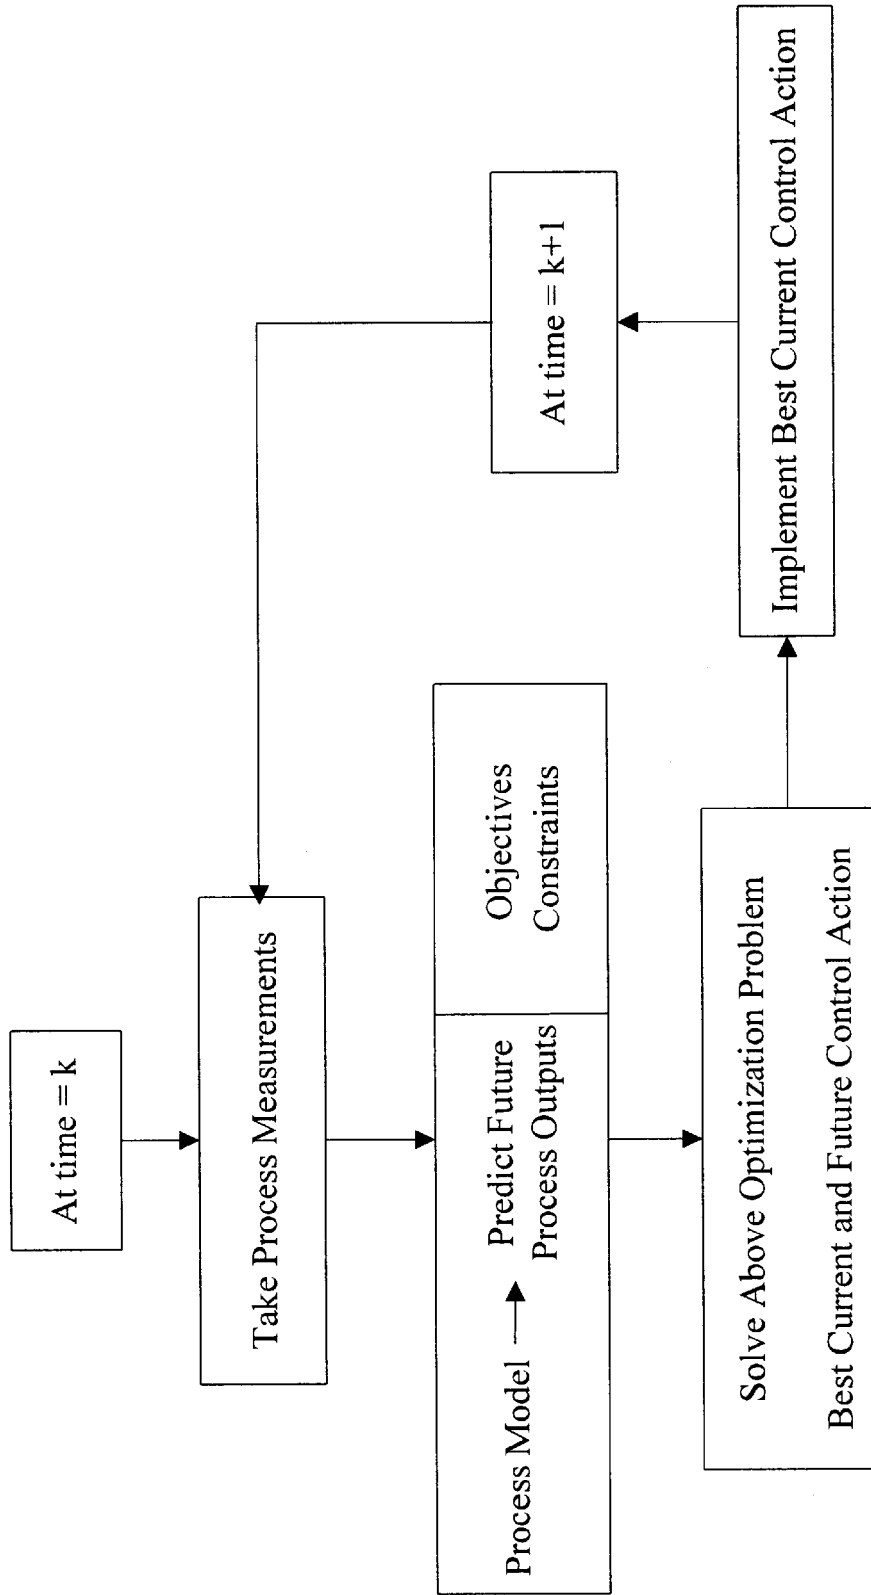 At time = k
Take Process Measurements
Process Model
Predict Future
Process Outputs
Objectives
Constraints
Solve Above Optimization Problem
Best Current and Future Control Action
Implement Best Current Control Action
At time = k+1